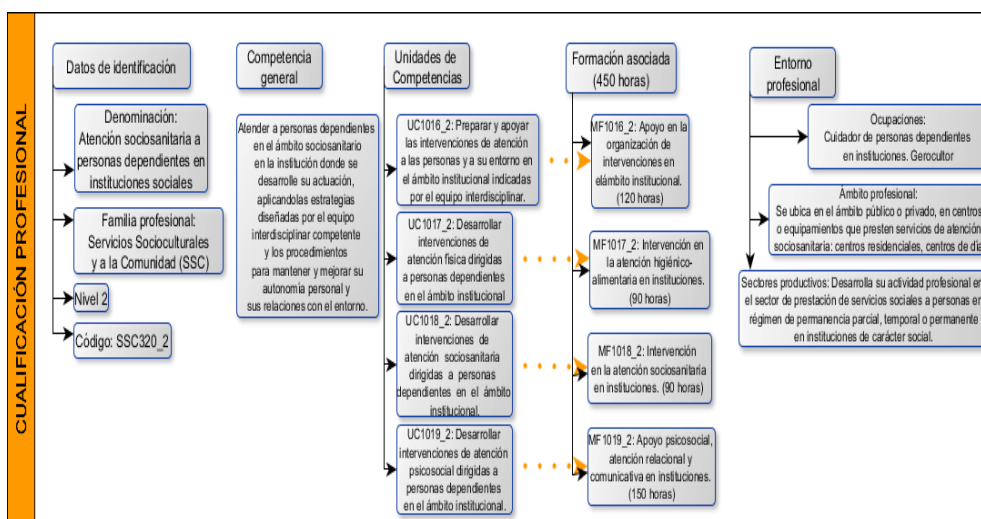 CUALIFICACIÓN PROFESIONAL
Datos de identificación
Denominación:
Atención sociosanitaria a
personas dependientes en
instituciones sociales
Familia profesional:
Servicios Socioculturales
y a la Comunidad (SSC)
Nivel 2
Código: SSC320_2
Competencia
general
Atender a personas dependientes
en el ámbito sociosanitario
en la institución donde se
desarrolle su actuación,
aplicandolas estrategias
diseñadas por el equipo
interdisciplinar competente
y los procedimientos
para mantener y mejorar su
autonomía personal y
sus relaciones con el entorno.
Unidades de
Competencias
UC1016_2: Preparar y apoyar
las intervenciones de atención
a las personas y a su entorno en
el ámbito institucional indicadas
por el equipo interdisciplinar.
UC1017_2: Desarrollar
intervenciones de
atención física dirigidas
a personas dependientes
en el ámbito institucional
UC1018_2: Desarrollar
intervenciones de
atención sociosanitaria
dirigidas a personas
dependientes en el ámbito
institucional.
UC1019_2: Desarrollar
intervenciones de atención
psicosocial dirigidas a
personas dependientes
en el ámbito institucional.
Formación asociada
(450 horas)
MF1016_2: Apoyo en la
organización de
intervenciones en
elámbito institucional.
(120 horas)
MF1017_2: Intervención en
la atención higiénico-
alimentaria en instituciones.
(90 horas)
MF1018_2: Intervención
en la atención sociosanitaria
en instituciones. (90 horas)
MF1019_2: Apoyo psicosocial,
atención relacional y
comunicativa en instituciones.
(150 horas)
Entorno
profesional
Ocupaciones:
Cuidador de personas dependientes
en instituciones. Gerocultor
Ámbito profesional:
Se ubica en el ámbito público o privado, en centros
o equipamientos que presten servicios de atención
sociosanitaria: centros residenciales, centros de día
Sectores productivos: Desarrolla su actividad profesional en
el sector de prestación de servicios sociales a personas en
régimen de permanencia parcial, temporal o permanente
en instituciones de carácter social.